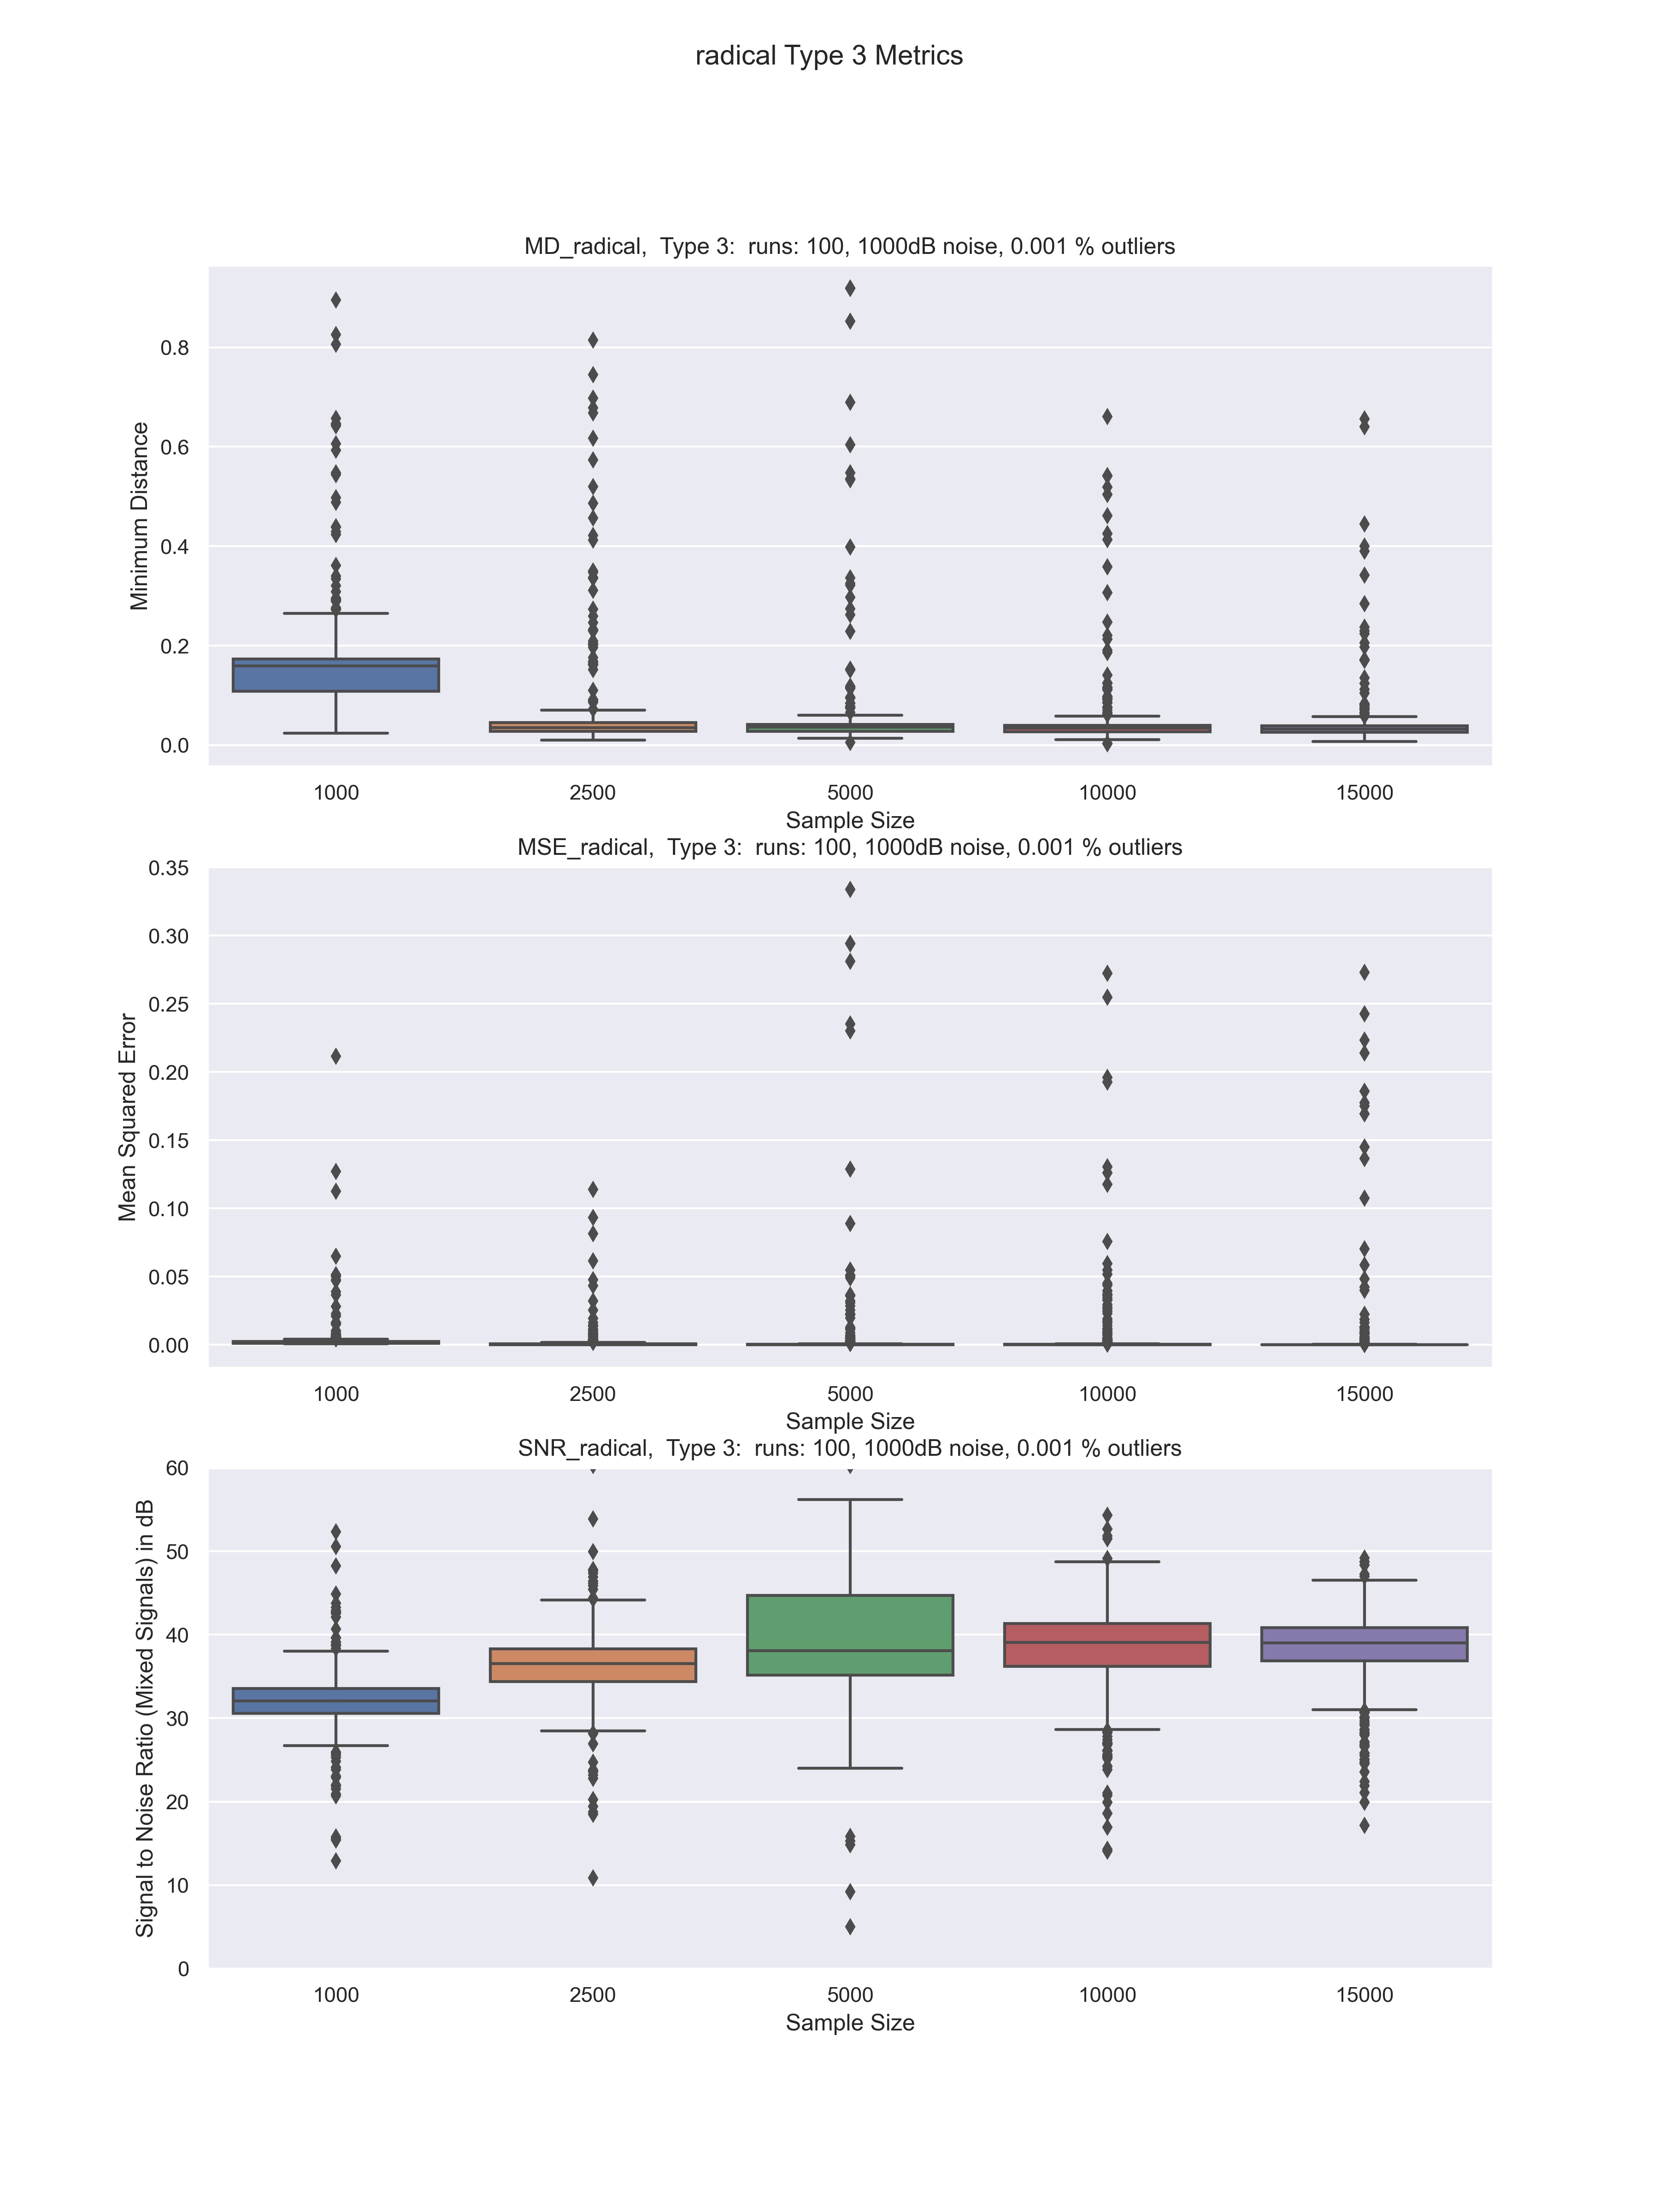 radical Type 3 Metrics
MD_radical,  Type 3:  runs: 100, 1000dB noise, 0.001 % outliers
Minimum Distance
0.8
0.6
0.4
0.2
0.0
1000 2500 5000 10000 15000
Sample Size
MSE_radical,  Type 3:  runs: 100, 1000dB noise, 0.001 % outliers
Mean Squared Error
0.35
0.30
0.25
0.20
0.15
0.10
0.05
0.00
1000 2500 5000 10000 15000
Sample Size
SNR_radical,  Type 3:  runs: 100, 1000dB noise, 0.001 % outliers
Signal to Noise Ratio (Mixed Signals) in dB
60
50
40
30
20
10
0
1000 2500 5000 10000 15000
Sample Size